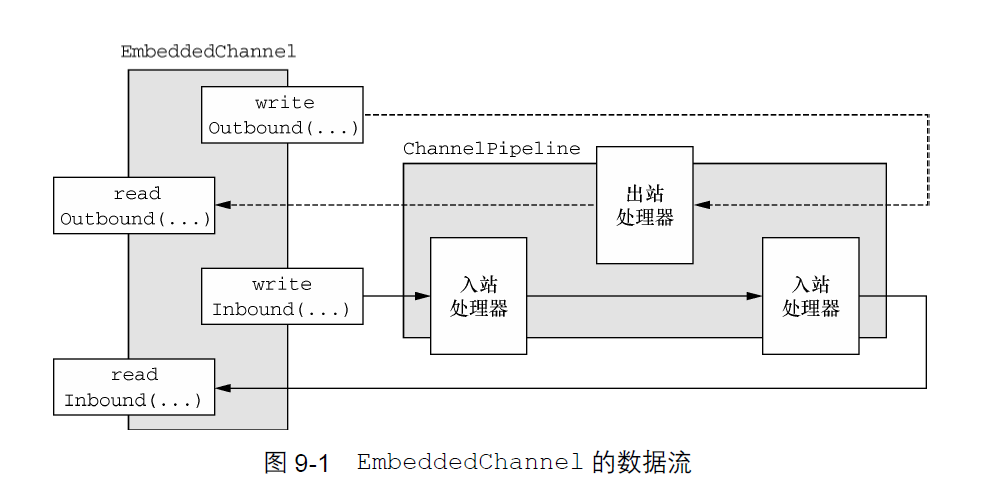 EmbeddedChannel
write
Outbound(...)
ChannelPipeline
read
Outbound(...)
出站
处理器
write
Inbound(...)
入站
处理器
入站
处理器
read
Inbound(...)
图 9-1 EmbeddedChannel 的数据流